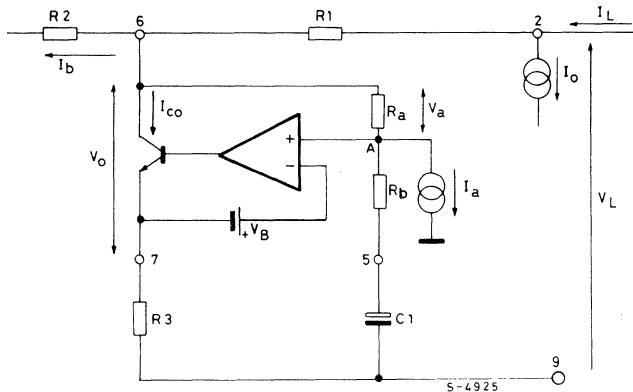 R2
6
R1
2
I_L
I_b
I_o
I_co
R_a
V_a
V_o
+
A
−
R_b
I_a
V_L
+V_B
7
5
R3
C1
9
S-4925